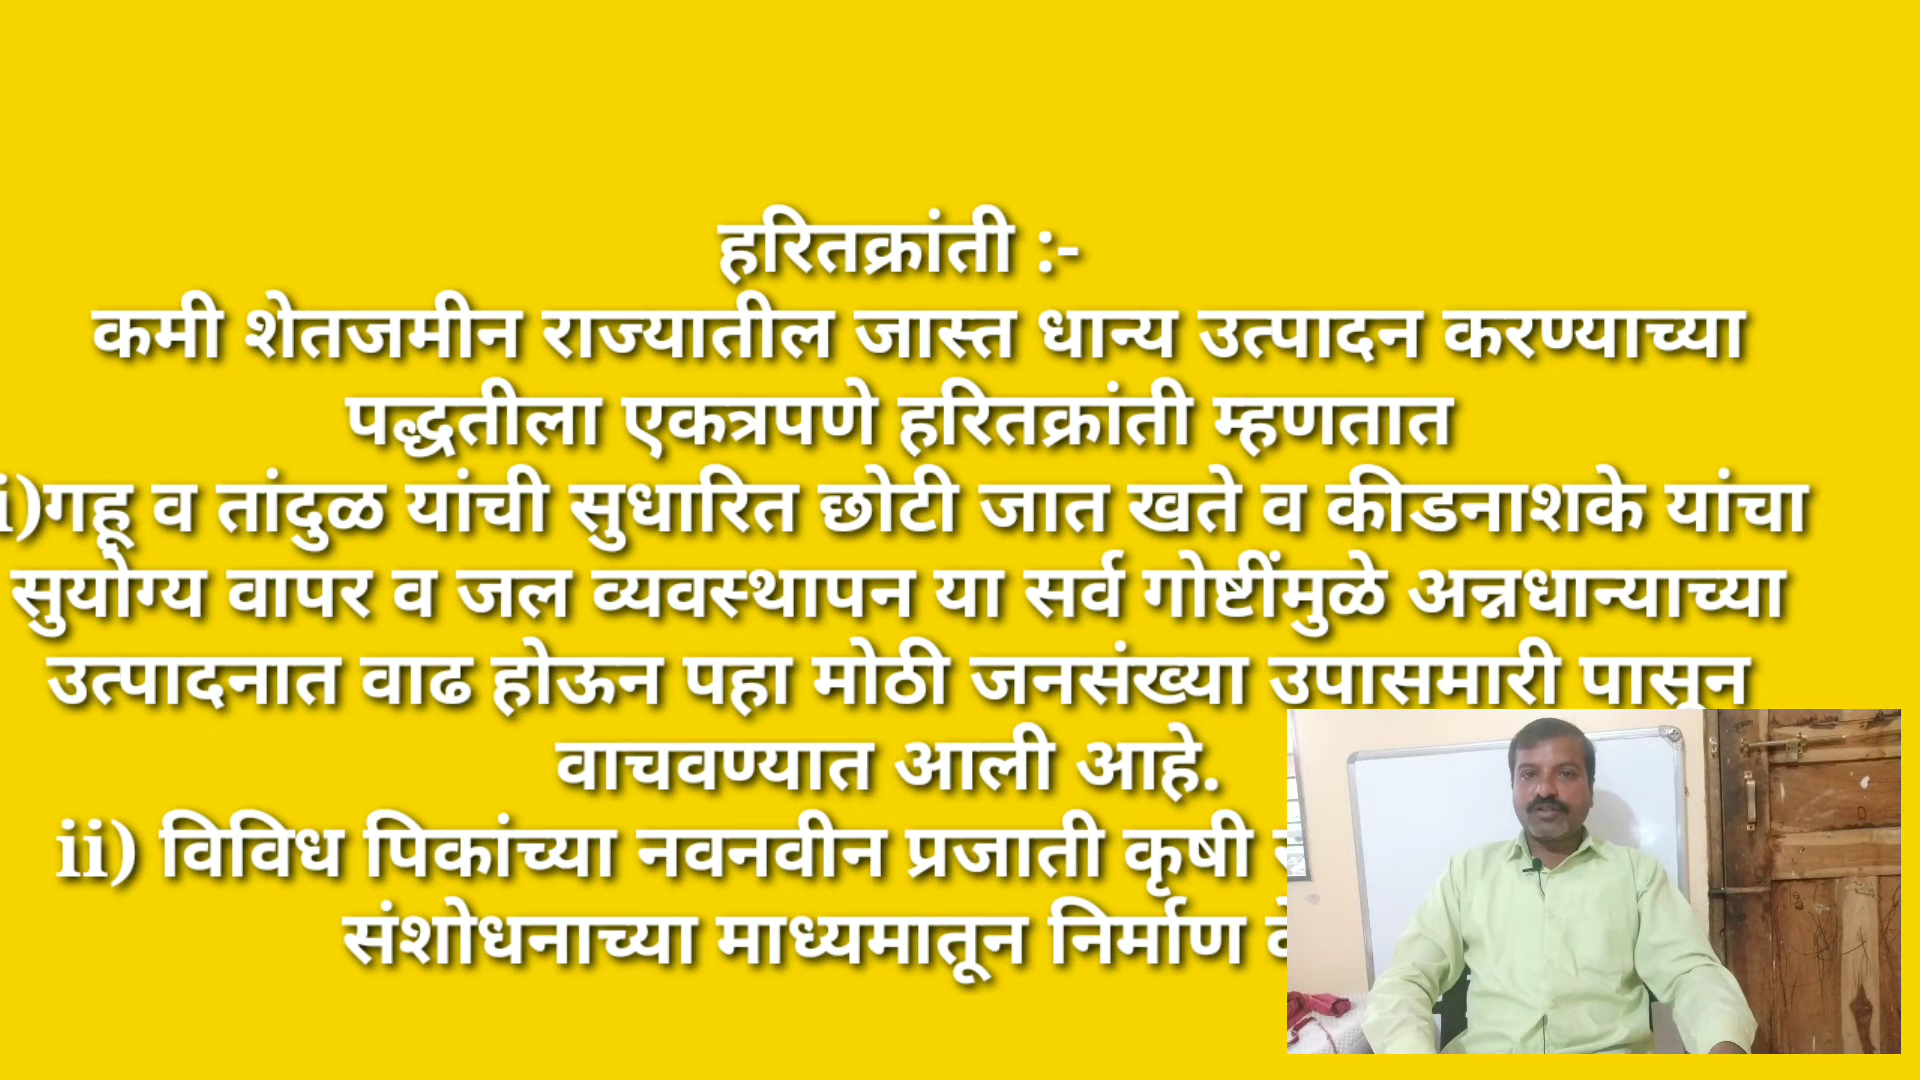 हरितक्रांती :-
कमी शेतजमीन राज्यातील जास्त धान्य उत्पादन करण्याच्या
पद्धतीला एकत्रपणे हरितक्रांती म्हणतात
i)गहू व तांदुळ यांची सुधारित छोटी जात खते व कीडनाशके यांचा
सुयोग्य वापर व जल व्यवस्थापन या सर्व गोष्टींमुळे अन्नधान्याच्या
उत्पादनात वाढ होऊन पहा मोठी जनसंख्या उपासमारी पासून
वाचवण्यात आली आहे.
ii) विविध पिकांच्या नवनवीन प्रजाती कृषी
संशोधनाच्या माध्यमातून निर्माण